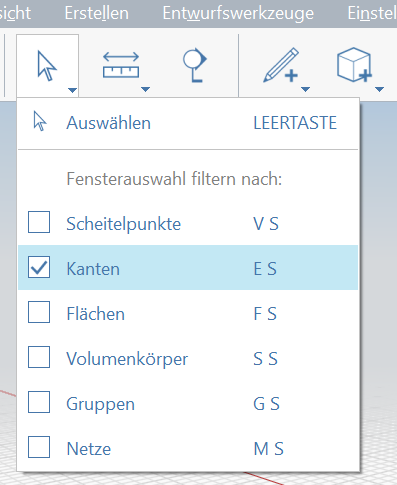 sicht Erstellen Entwurfswerkzeuge Einstel
Auswählen LEERTASTE
Fensterauswahl filtern nach:
Scheitelpunkte V S
Kanten E S
Flächen F S
Volumenkörper S S
Gruppen G S
Netze M S